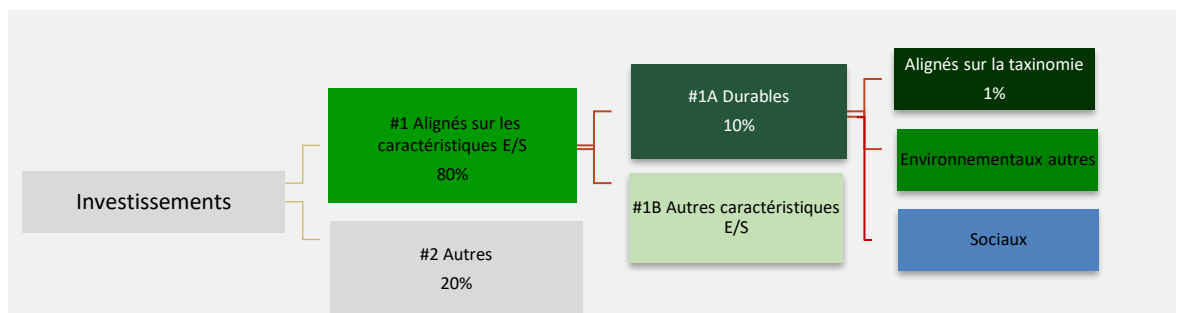 Investissements
#1 Alignés sur les
caractéristiques E/S
80%
#2 Autres
20%
#1A Durables
10%
#1B Autres caractéristiques
E/S
Alignés sur la taxinomie
1%
Environnementaux autres
Sociaux